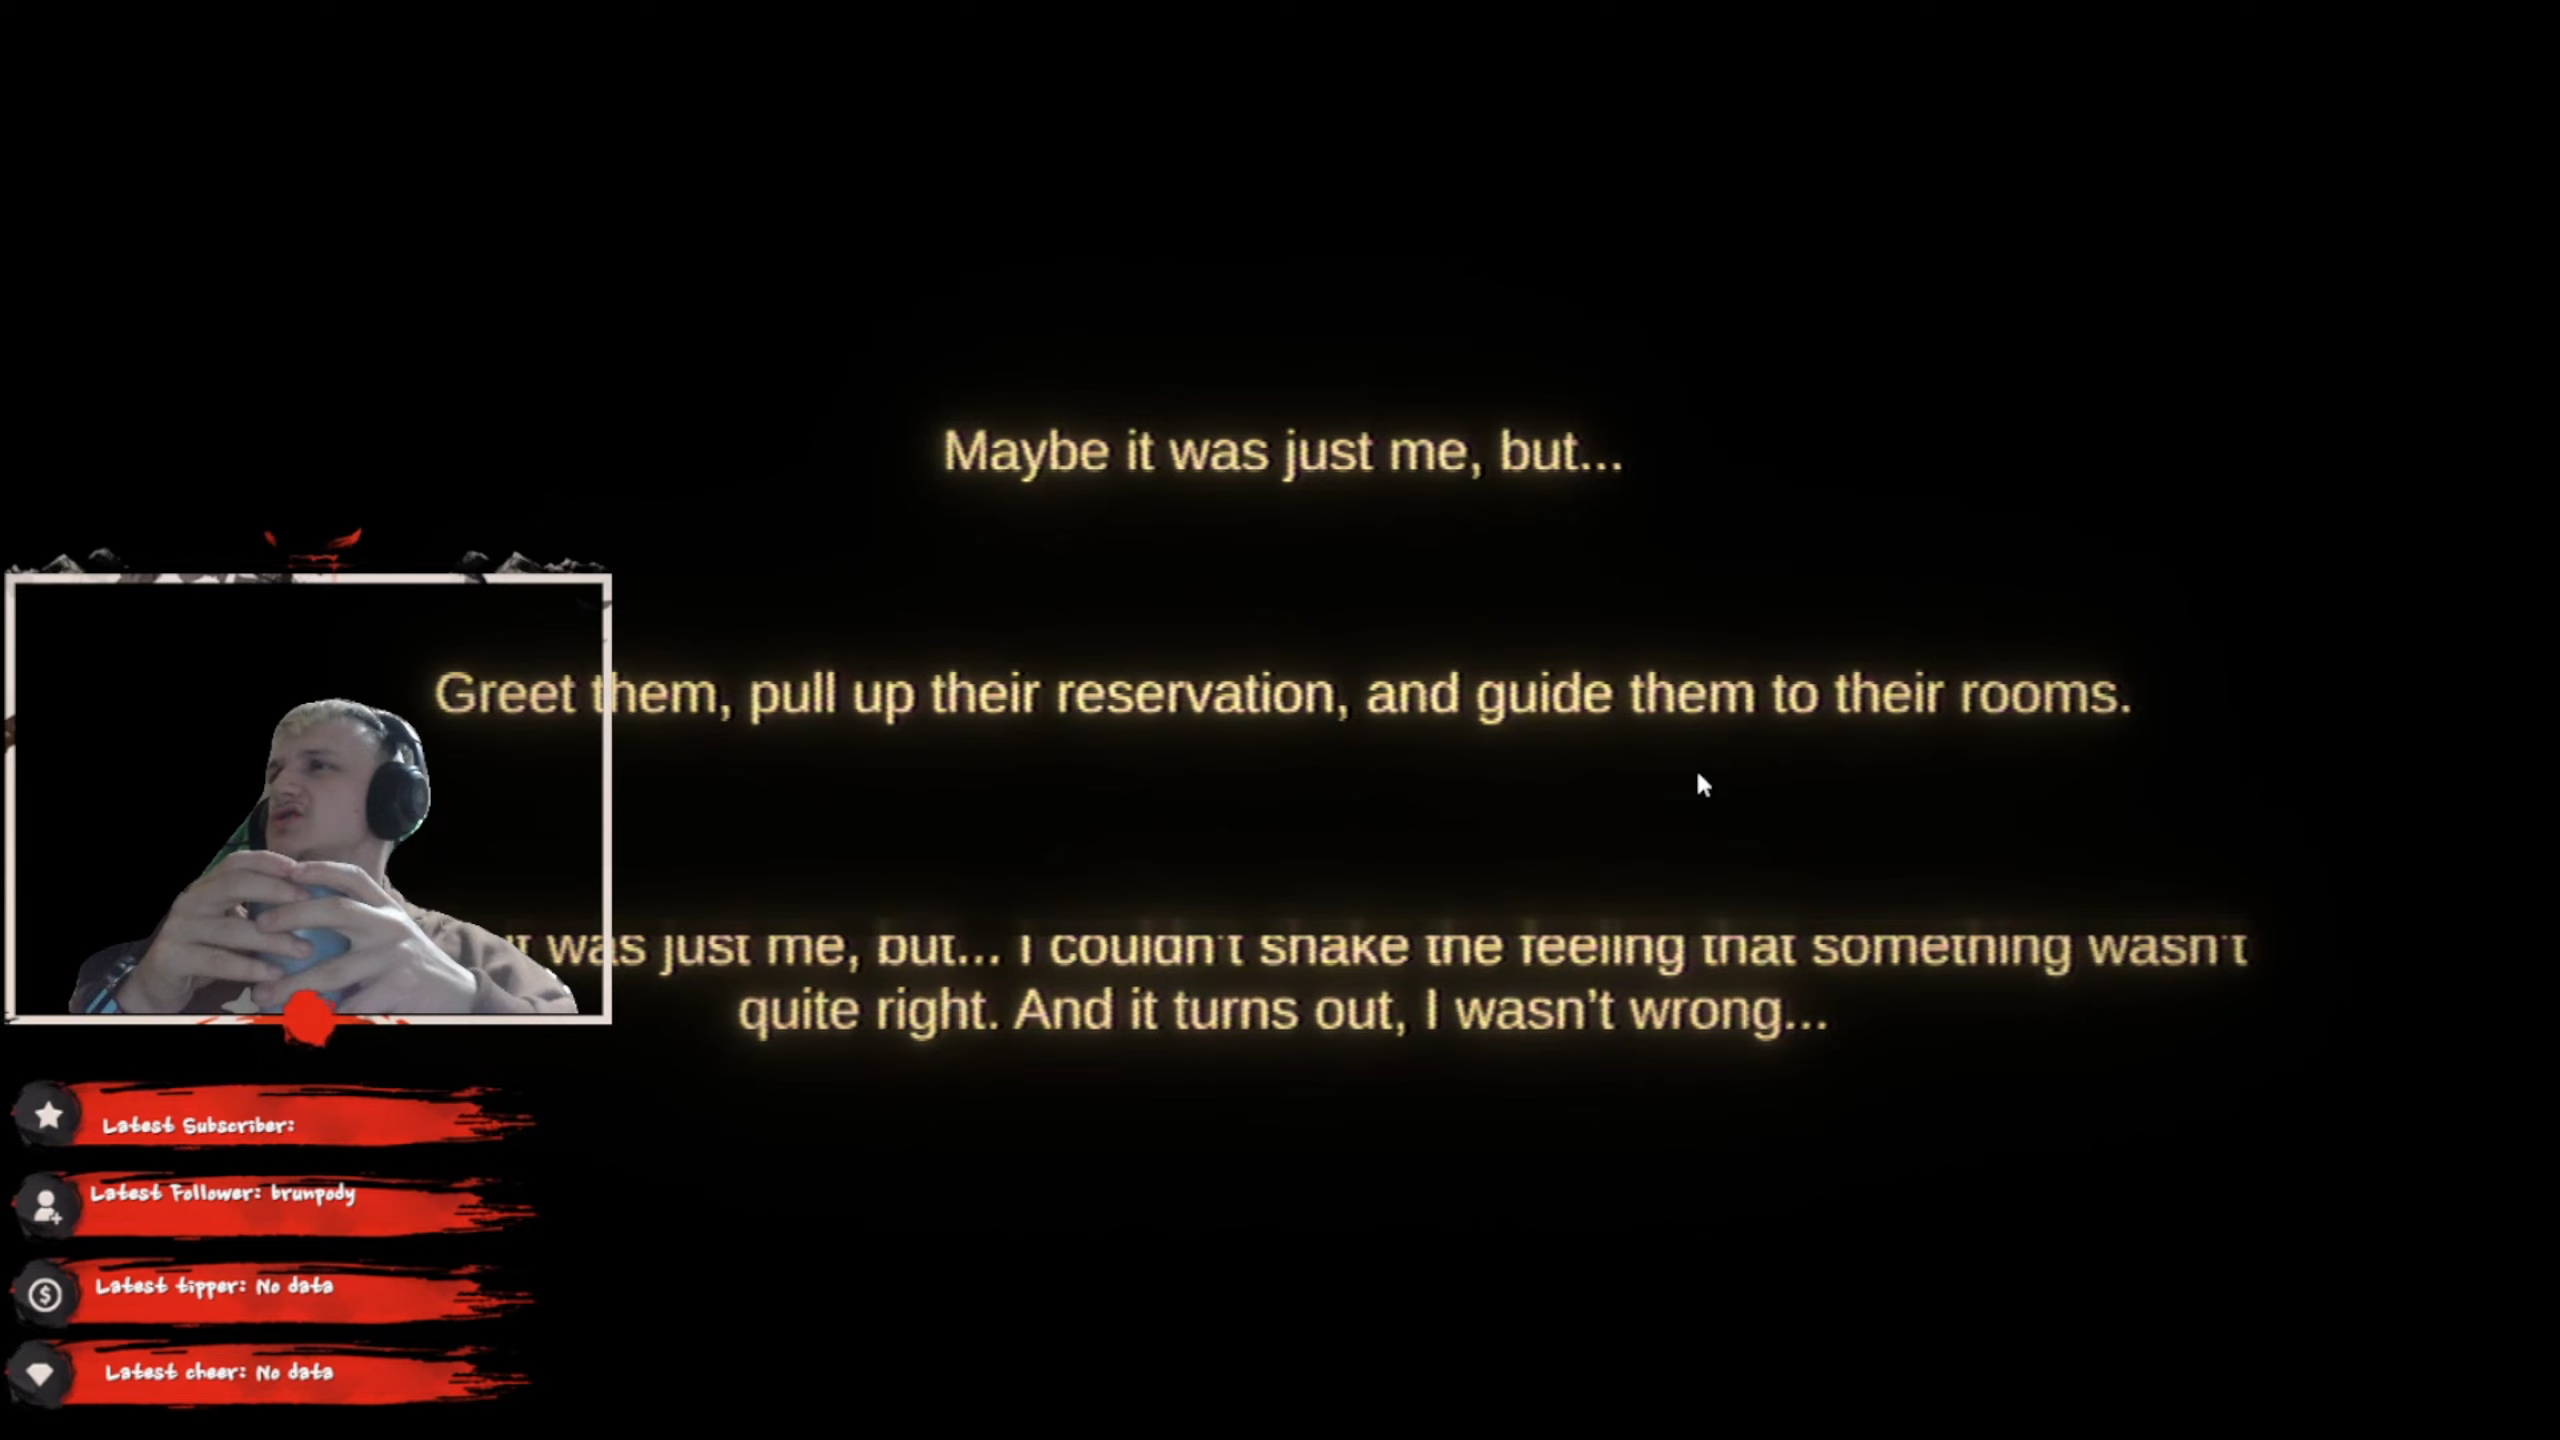 Maybe it was just me, but...
Greet them, pull up their reservation, and guide them to their rooms.
it was just me, but... I couldn't shake the feeling that something wasn't
quite right. And it turns out, I wasn't wrong...
Latest Subscriber:
Latest Follower: brunpody
Latest tipper: No data
Latest cheer: No data